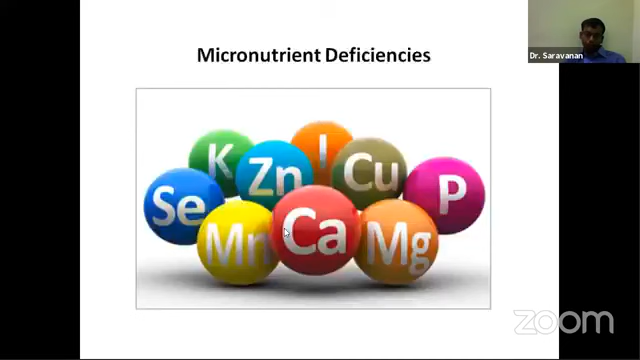 Micronutrient Deficiencies
Dr. Saravanan
K
I
Zn
Cu
Se
P
Mn
Ca
Mg
zoom